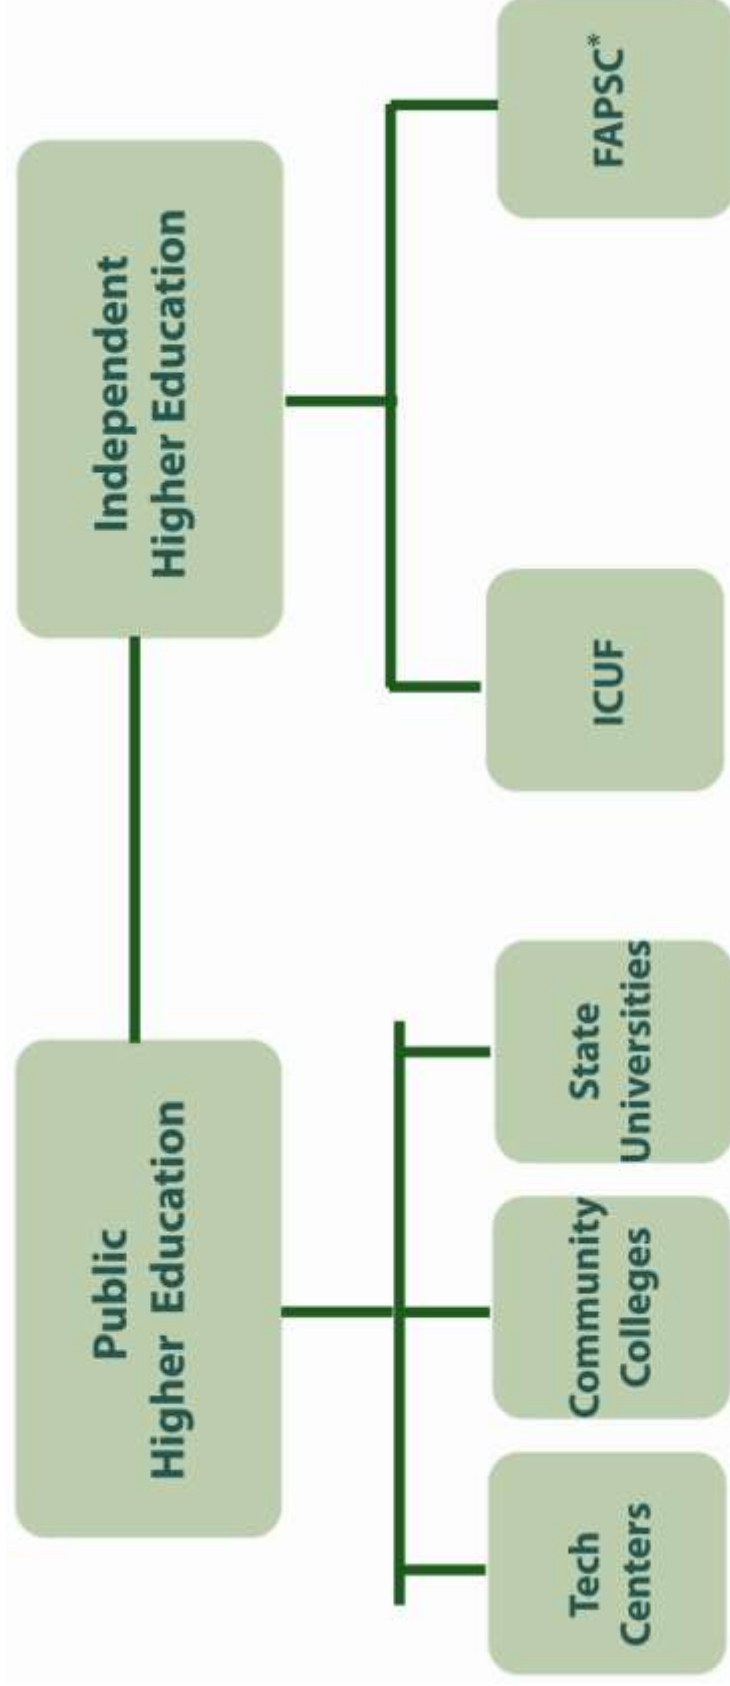 Public
Higher Education
Independent
Higher Education
Tech
Centers
Community
Colleges
State
Universities
ICUF
FAPSC*